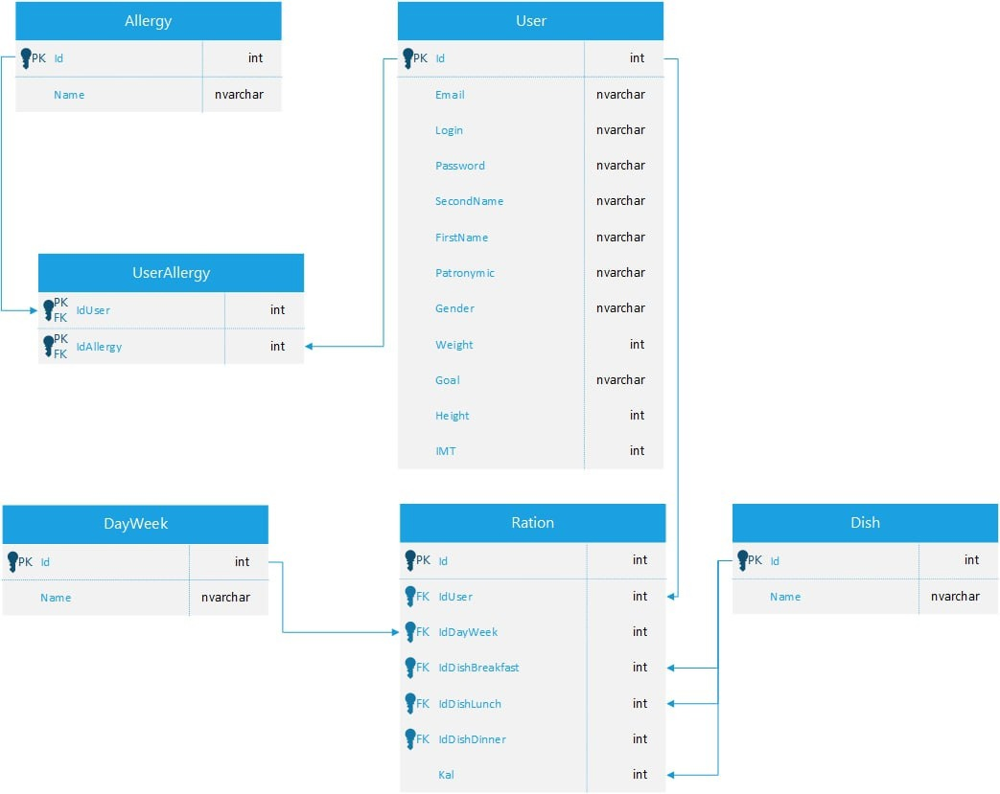 Allergy
PK Id int
Name nvarchar
User
PK Id int
Email nvarchar
Login nvarchar
Password nvarchar
SecondName nvarchar
FirstName nvarchar
Patronymic nvarchar
Gender nvarchar
Weight int
Goal nvarchar
Height int
IMT int
UserAllergy
PK
FK IdUser int
PK
FK IdAllergy int
DayWeek
PK Id int
Name nvarchar
Ration
PK Id int
FK IdUser int
FK IdDayWeek int
FK IdDishBreakfast int
FK IdDishLunch int
FK IdDishDinner int
Kal int
Dish
PK Id int
Name nvarchar